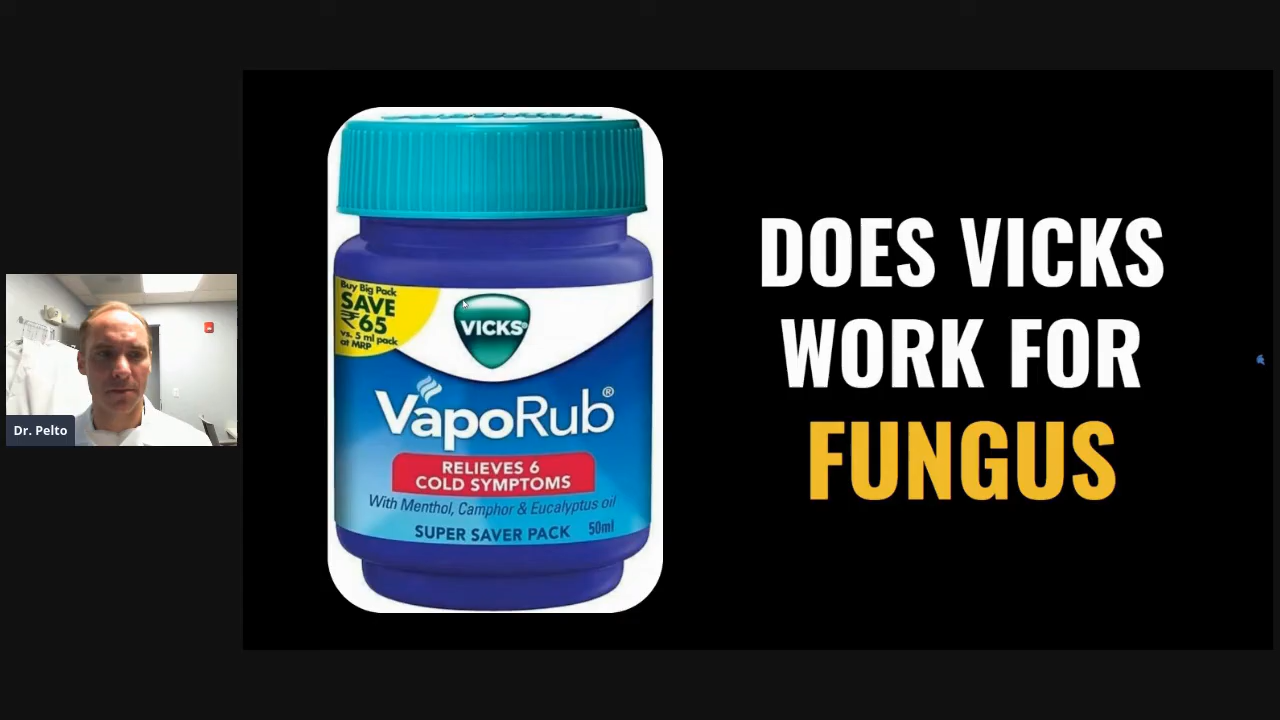 Dr. Pelto
Buy Big Pack
SAVE
₹65
vs. 5 ml pack
at MRP
VICKS®
VapoRub®
RELIEVES 6
COLD SYMPTOMS
With Menthol, Camphor & Eucalyptus oil
SUPER SAVER PACK 50ml
DOES VICKS
WORK FOR
FUNGUS